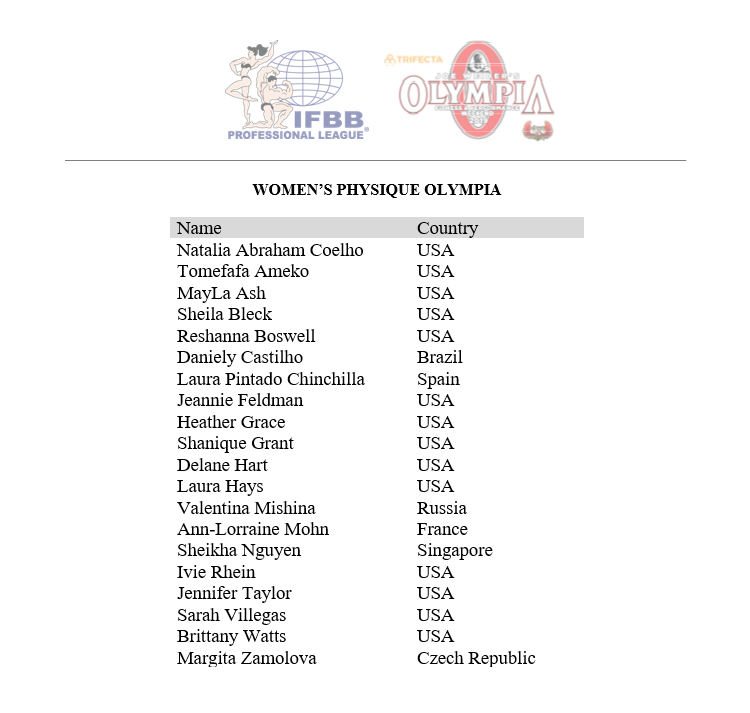 IFBB
PROFESSIONAL LEAGUE®
TRIFECTA
JOE WEIDER'S
OLYMPIA
WOMEN’S PHYSIQUE OLYMPIA
Name Country
Natalia Abraham Coelho USA
Tomefafa Ameko USA
MayLa Ash USA
Sheila Bleck USA
Reshanna Boswell USA
Daniely Castilho Brazil
Laura Pintado Chinchilla Spain
Jeannie Feldman USA
Heather Grace USA
Shanique Grant USA
Delane Hart USA
Laura Hays USA
Valentina Mishina Russia
Ann-Lorraine Mohn France
Sheikha Nguyen Singapore
Ivie Rhein USA
Jennifer Taylor USA
Sarah Villegas USA
Brittany Watts USA
Margita Zamolova Czech Republic